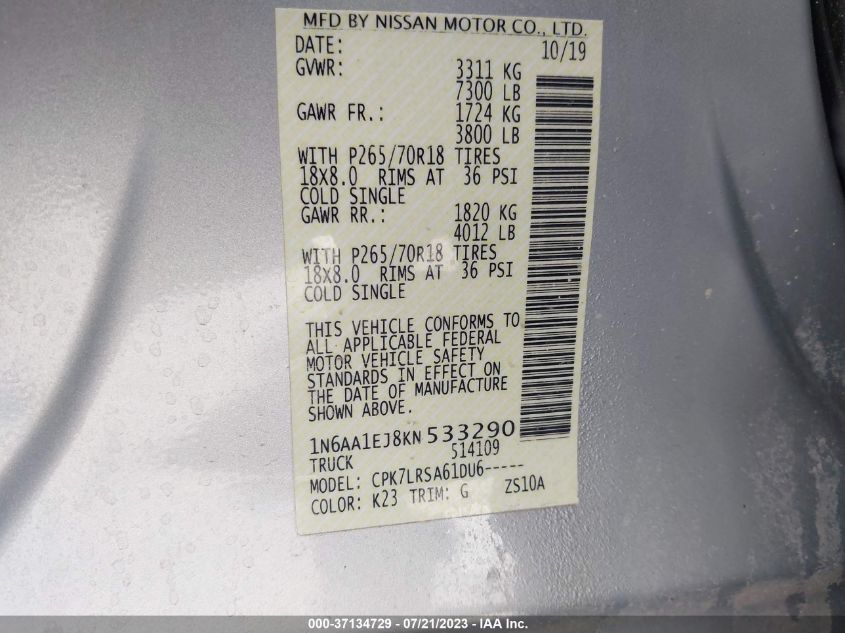 MFD BY NISSAN MOTOR CO., LTD.
DATE: 10/19
GVWR: 3311 KG
7300 LB
GAWR FR.: 1724 KG
3800 LB
WITH P265/70R18 TIRES
18X8.0 RIMS AT 36 PSI
COLD SINGLE
GAWR RR.: 1820 KG
4012 LB
WITH P265/70R18 TIRES
18X8.0 RIMS AT 36 PSI
COLD SINGLE
THIS VEHICLE CONFORMS TO
ALL APPLICABLE FEDERAL
MOTOR VEHICLE SAFETY
STANDARDS IN EFFECT ON
THE DATE OF MANUFACTURE
SHOWN ABOVE.
1N6AA1EJ8KN 533290
TRUCK 514109
MODEL: CPK7LRSA61DU6-----
COLOR: K23 TRIM: G ZS10A
000-37134729 - 07/21/2023 - IAA Inc.